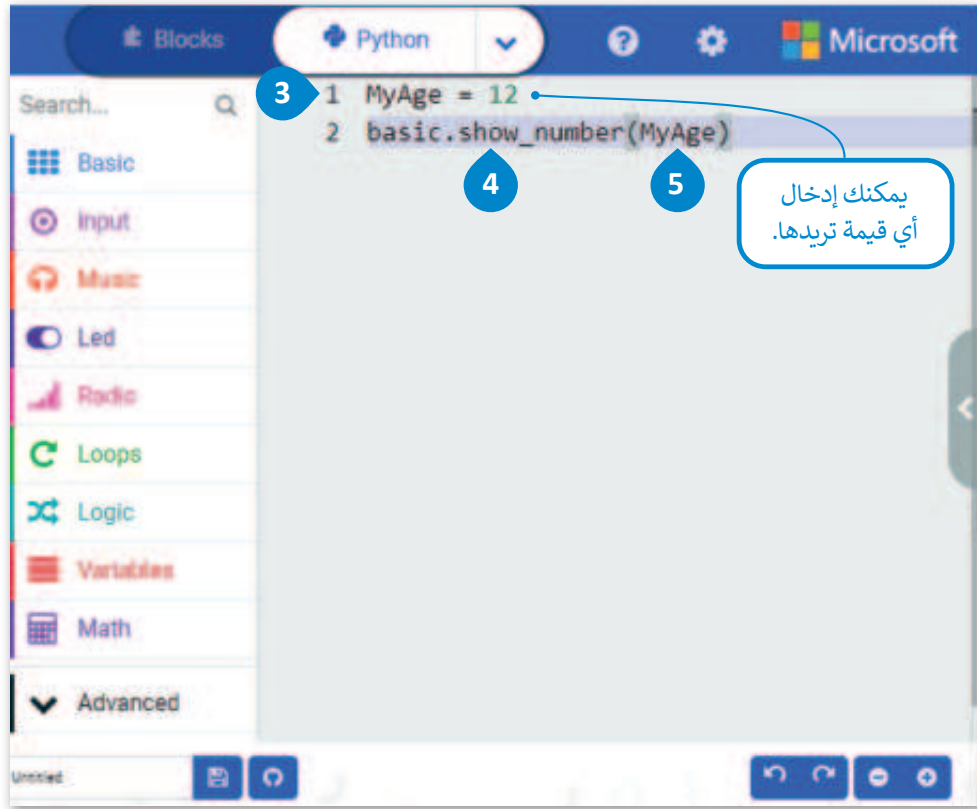 Blocks
Python
Microsoft
Search...
3
1 MyAge = 12
2 basic.show_number(MyAge)
4
5
يمكنك إدخال
أي قيمة تريدها.
Basic
Input
Music
Led
Radio
Loops
Logic
Variables
Math
Advanced
Untitled